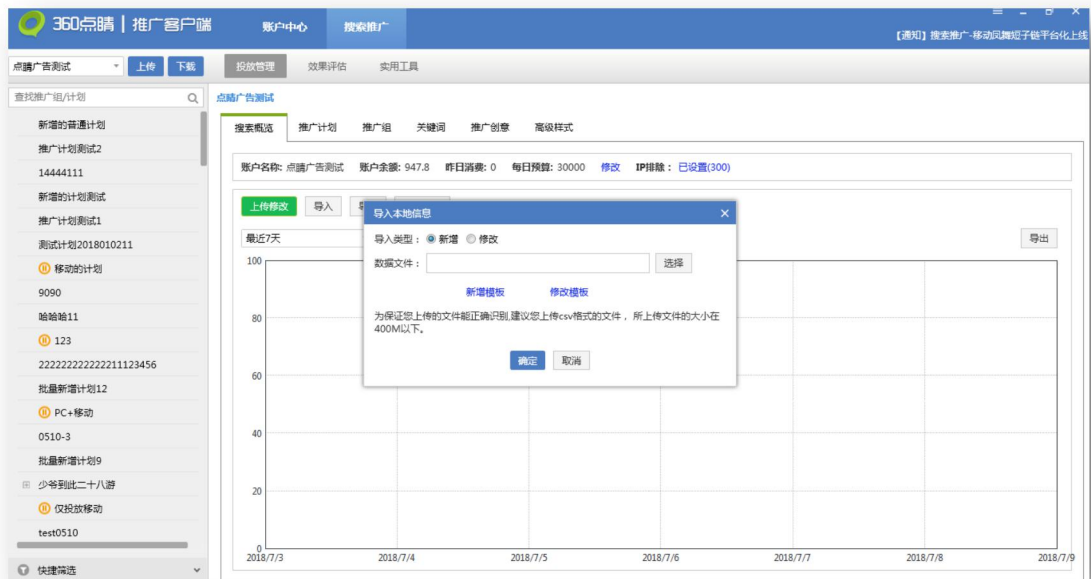 360点睛 | 推广客户端
账户中心
搜索推广
【通知】搜索推广-移动凤舞短子链平台化上线
点睛广告测试
上传
下载
投放管理
效果评估
实用工具
查找推广组/计划
点睛广告测试
新增的普通计划
推广计划测试2
14444111
新增的计划测试
推广计划测试1
测试计划2018010211
移动的计划
9090
哈哈哈11
123
222222222222211123456
批量新增计划12
PC+移动
0510-3
批量新增计划9
少爷到此二十八游
仅投放移动
test0510
快捷筛选
搜索概览
推广计划
推广组
关键词
推广创意
高级样式
账户名称: 点睛广告测试 账户余额: 947.8 昨日消费: 0 每日预算: 30000 修改 IP排除： 已设置(300)
上传修改
导入
最近7天
导出
导入本地信息
导入类型： 新增 修改
数据文件：
选择
新增模板
修改模板
为保证您上传的文件能正确识别,建议您上传csv格式的文件， 所上传文件的大小在
400M以下。
确定
取消
100
80
60
40
20
0
2018/7/3
2018/7/4
2018/7/5
2018/7/6
2018/7/7
2018/7/8
2018/7/9